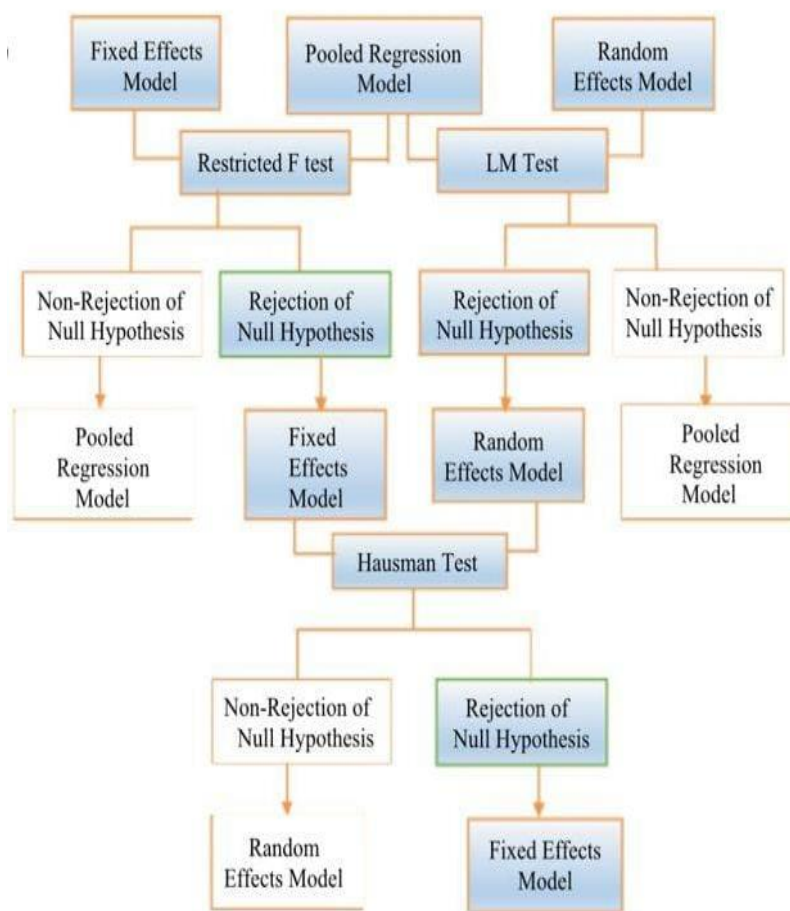 Fixed Effects
Model
Pooled Regression
Model
Random
Effects Model
Restricted F test
LM Test
Non-Rejection of
Null Hypothesis
Rejection of
Null Hypothesis
Rejection of
Null Hypothesis
Non-Rejection of
Null Hypothesis
Pooled
Regression
Model
Fixed
Effects
Model
Random
Effects Model
Pooled
Regression
Model
Hausman Test
Non-Rejection of
Null Hypothesis
Rejection of
Null Hypothesis
Random
Effects Model
Fixed Effects
Model